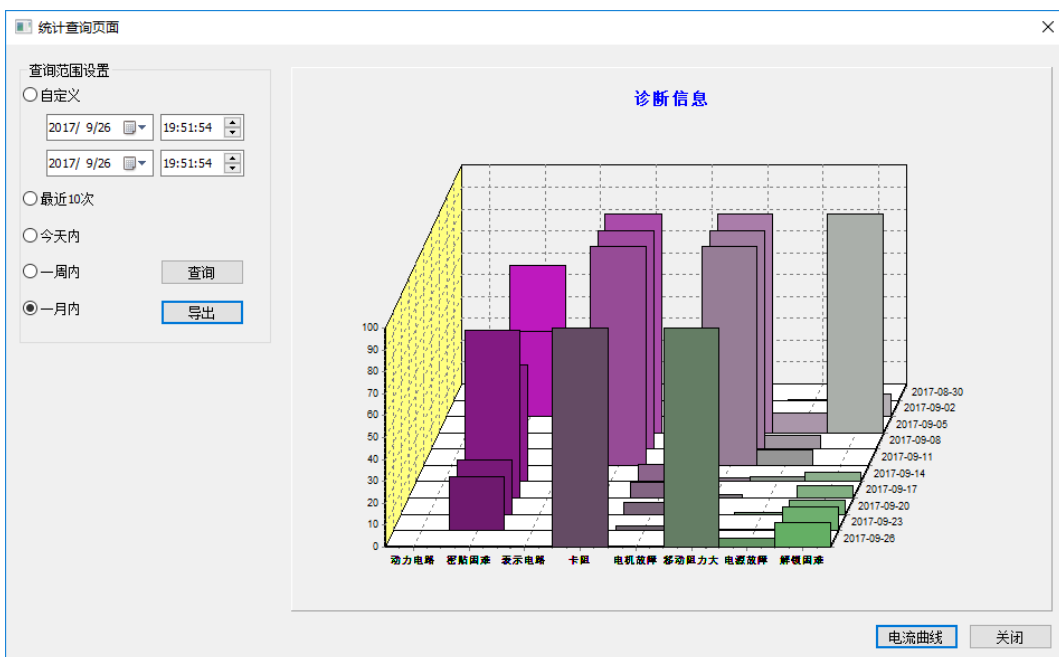 统计查询页面
查询范围设置
自定义
2017/ 9/26 19:51:54
2017/ 9/26 19:51:54
最近10次
今天内
一周内 查询
一月内 导出
诊断信息
100
90
80
70
60
50
40
30
20
10
0
动力电路 密贴困难 表示电路 卡阻 电机故障 移动阻力大 电源故障 解锁困难
2017-08-30
2017-09-02
2017-09-05
2017-09-08
2017-09-11
2017-09-14
2017-09-17
2017-09-20
2017-09-23
2017-09-26
电流曲线 关闭